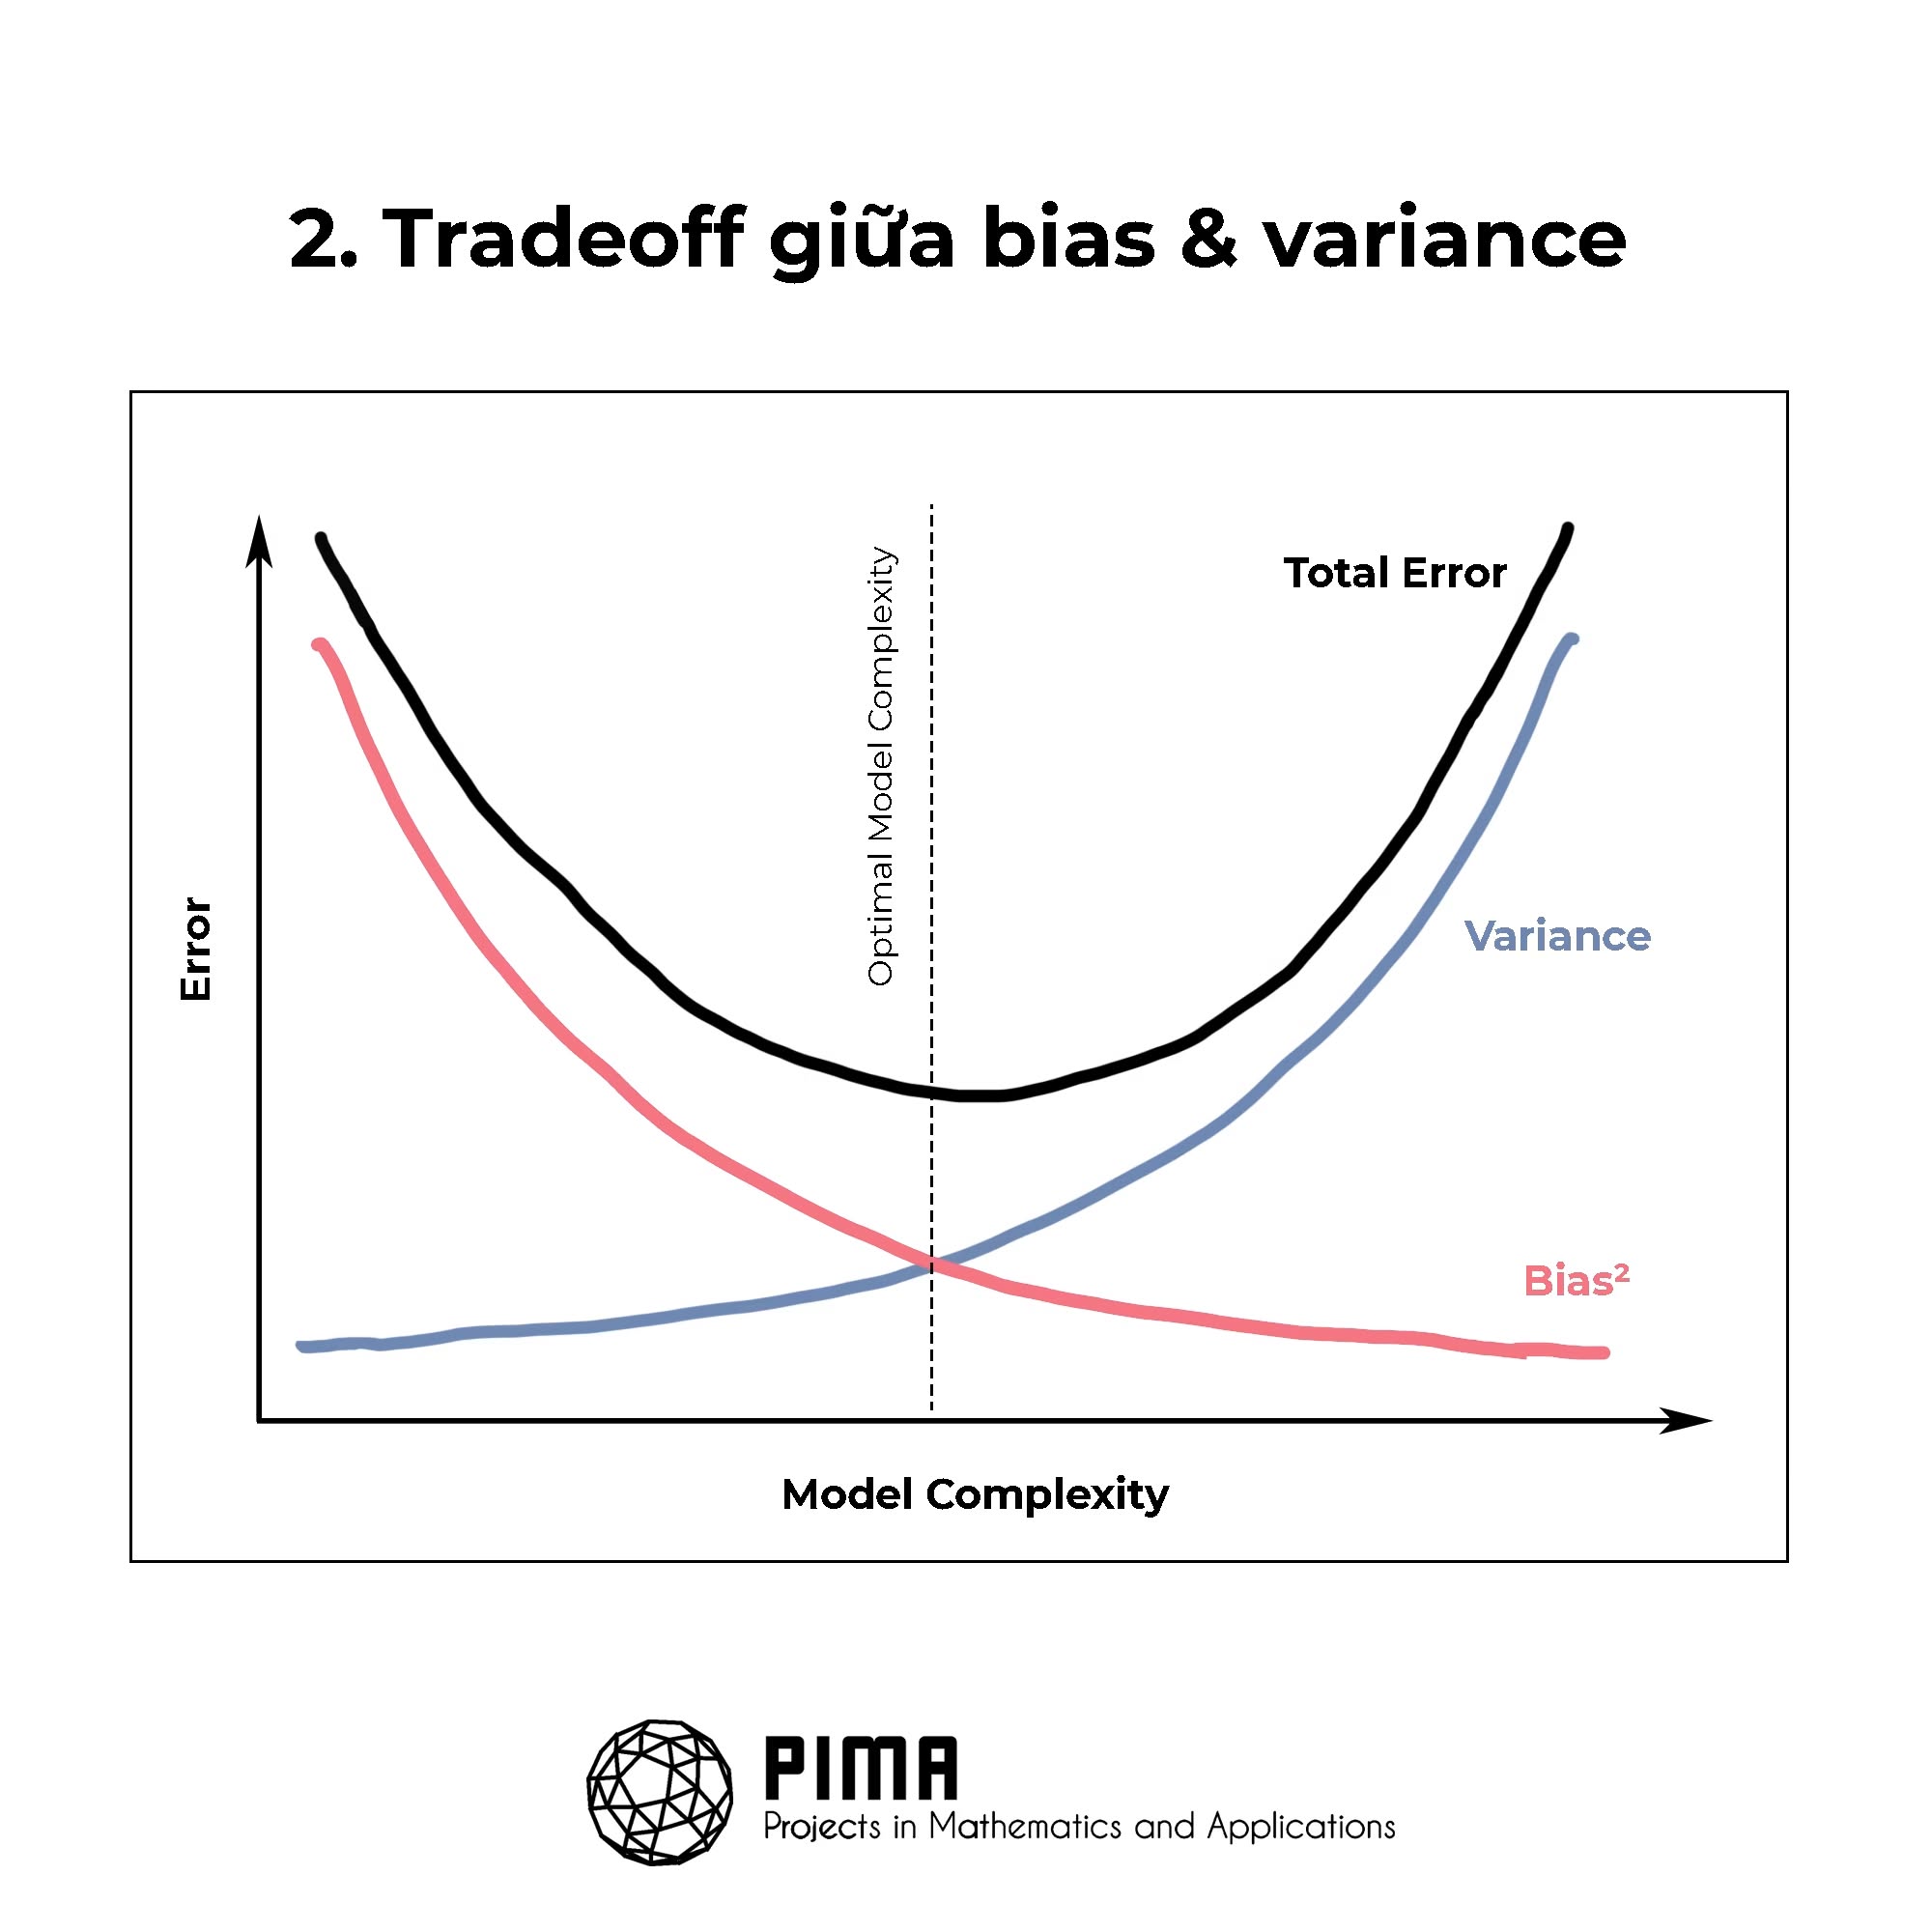 2. Tradeoff giữa bias & variance
Optimal Model Complexity
Total Error
Error
Variance
Bias²
Model Complexity
PIMA
Projects in Mathematics and Applications